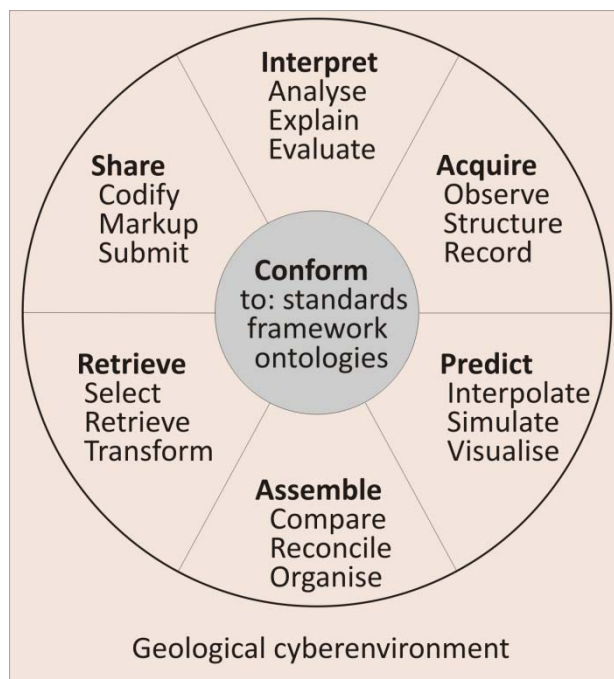 Interpret
Analyse
Explain
Evaluate
Share
Codify
Markup
Submit
Acquire
Observe
Structure
Record
Conform
to: standards
framework
ontologies
Retrieve
Select
Retrieve
Transform
Predict
Interpolate
Simulate
Visualise
Assemble
Compare
Reconcile
Organise
Geological cyberenvironment